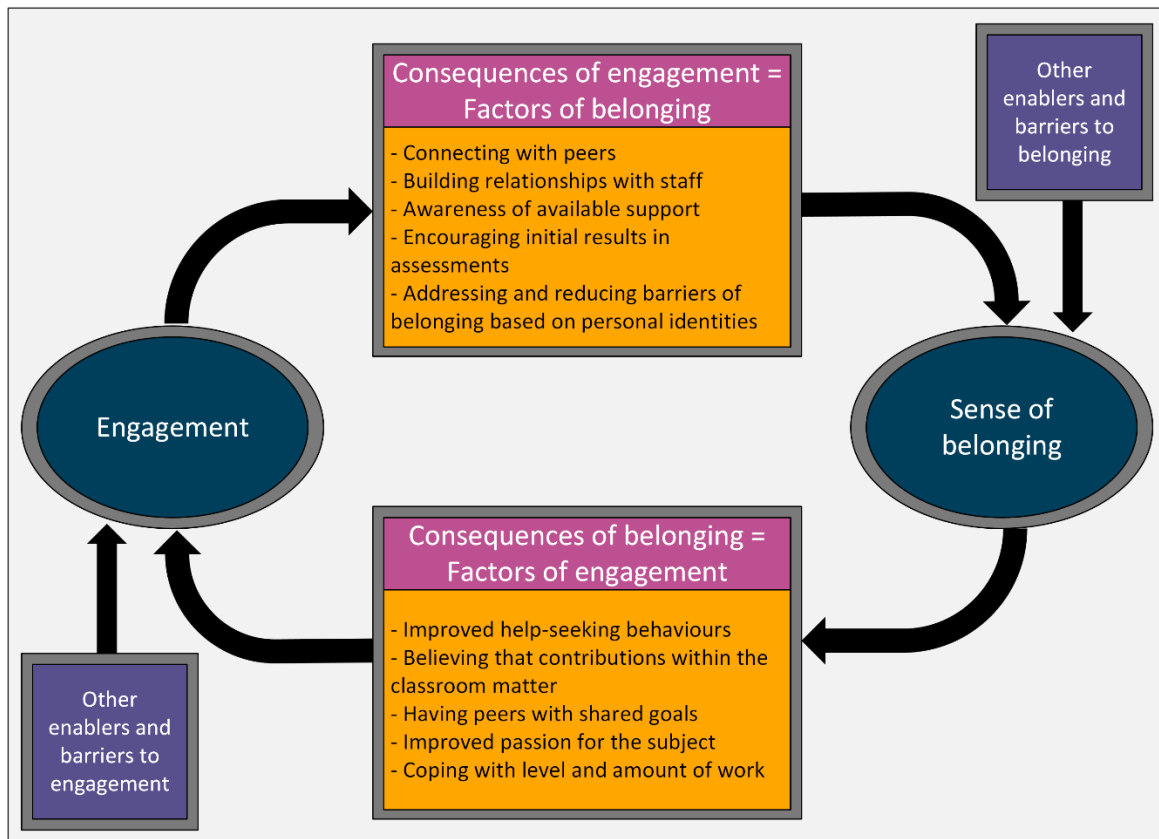 Consequences of engagement =
Factors of belonging
- Connecting with peers
- Building relationships with staff
- Awareness of available support
- Encouraging initial results in
assessments
- Addressing and reducing barriers of
belonging based on personal identities
Other
enablers and
barriers to
belonging
Engagement
Sense of
belonging
Consequences of belonging =
Factors of engagement
- Improved help-seeking behaviours
- Believing that contributions within the
classroom matter
- Having peers with shared goals
- Improved passion for the subject
- Coping with level and amount of work
Other
enablers and
barriers to
engagement